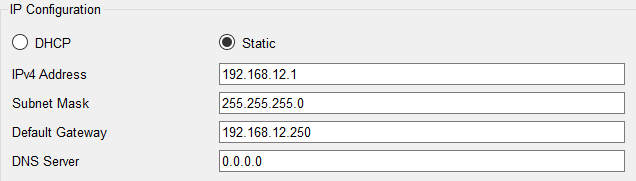 IP Configuration
DHCP Static
IPv4 Address 192.168.12.1
Subnet Mask 255.255.255.0
Default Gateway 192.168.12.250
DNS Server 0.0.0.0